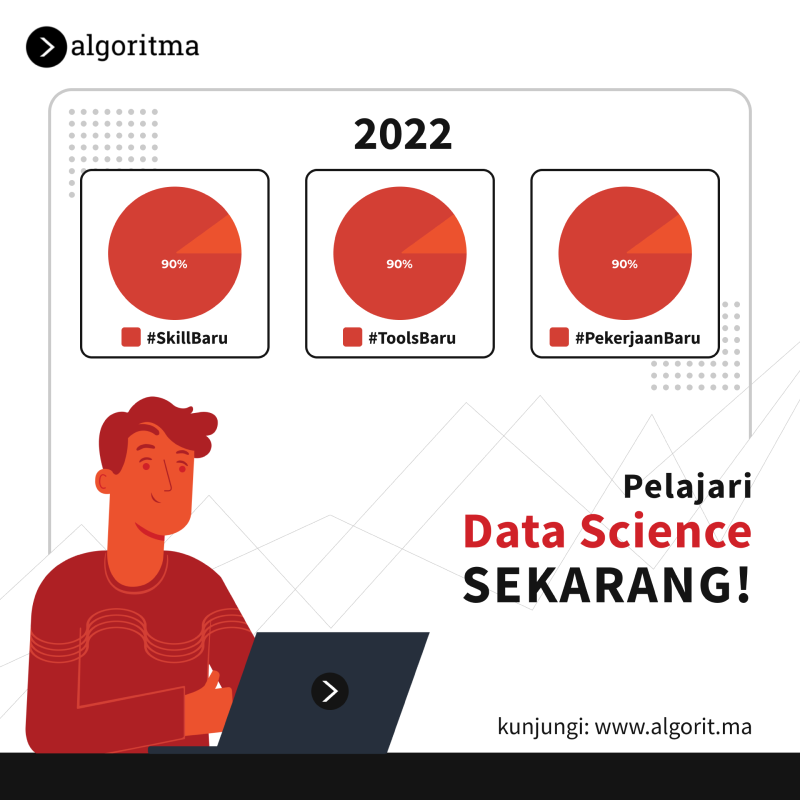 algoritma
2022
90%
#SkillBaru
90%
#ToolsBaru
90%
#PekerjaanBaru
Pelajari
Data Science
SEKARANG!
kunjungi: www.algorit.ma